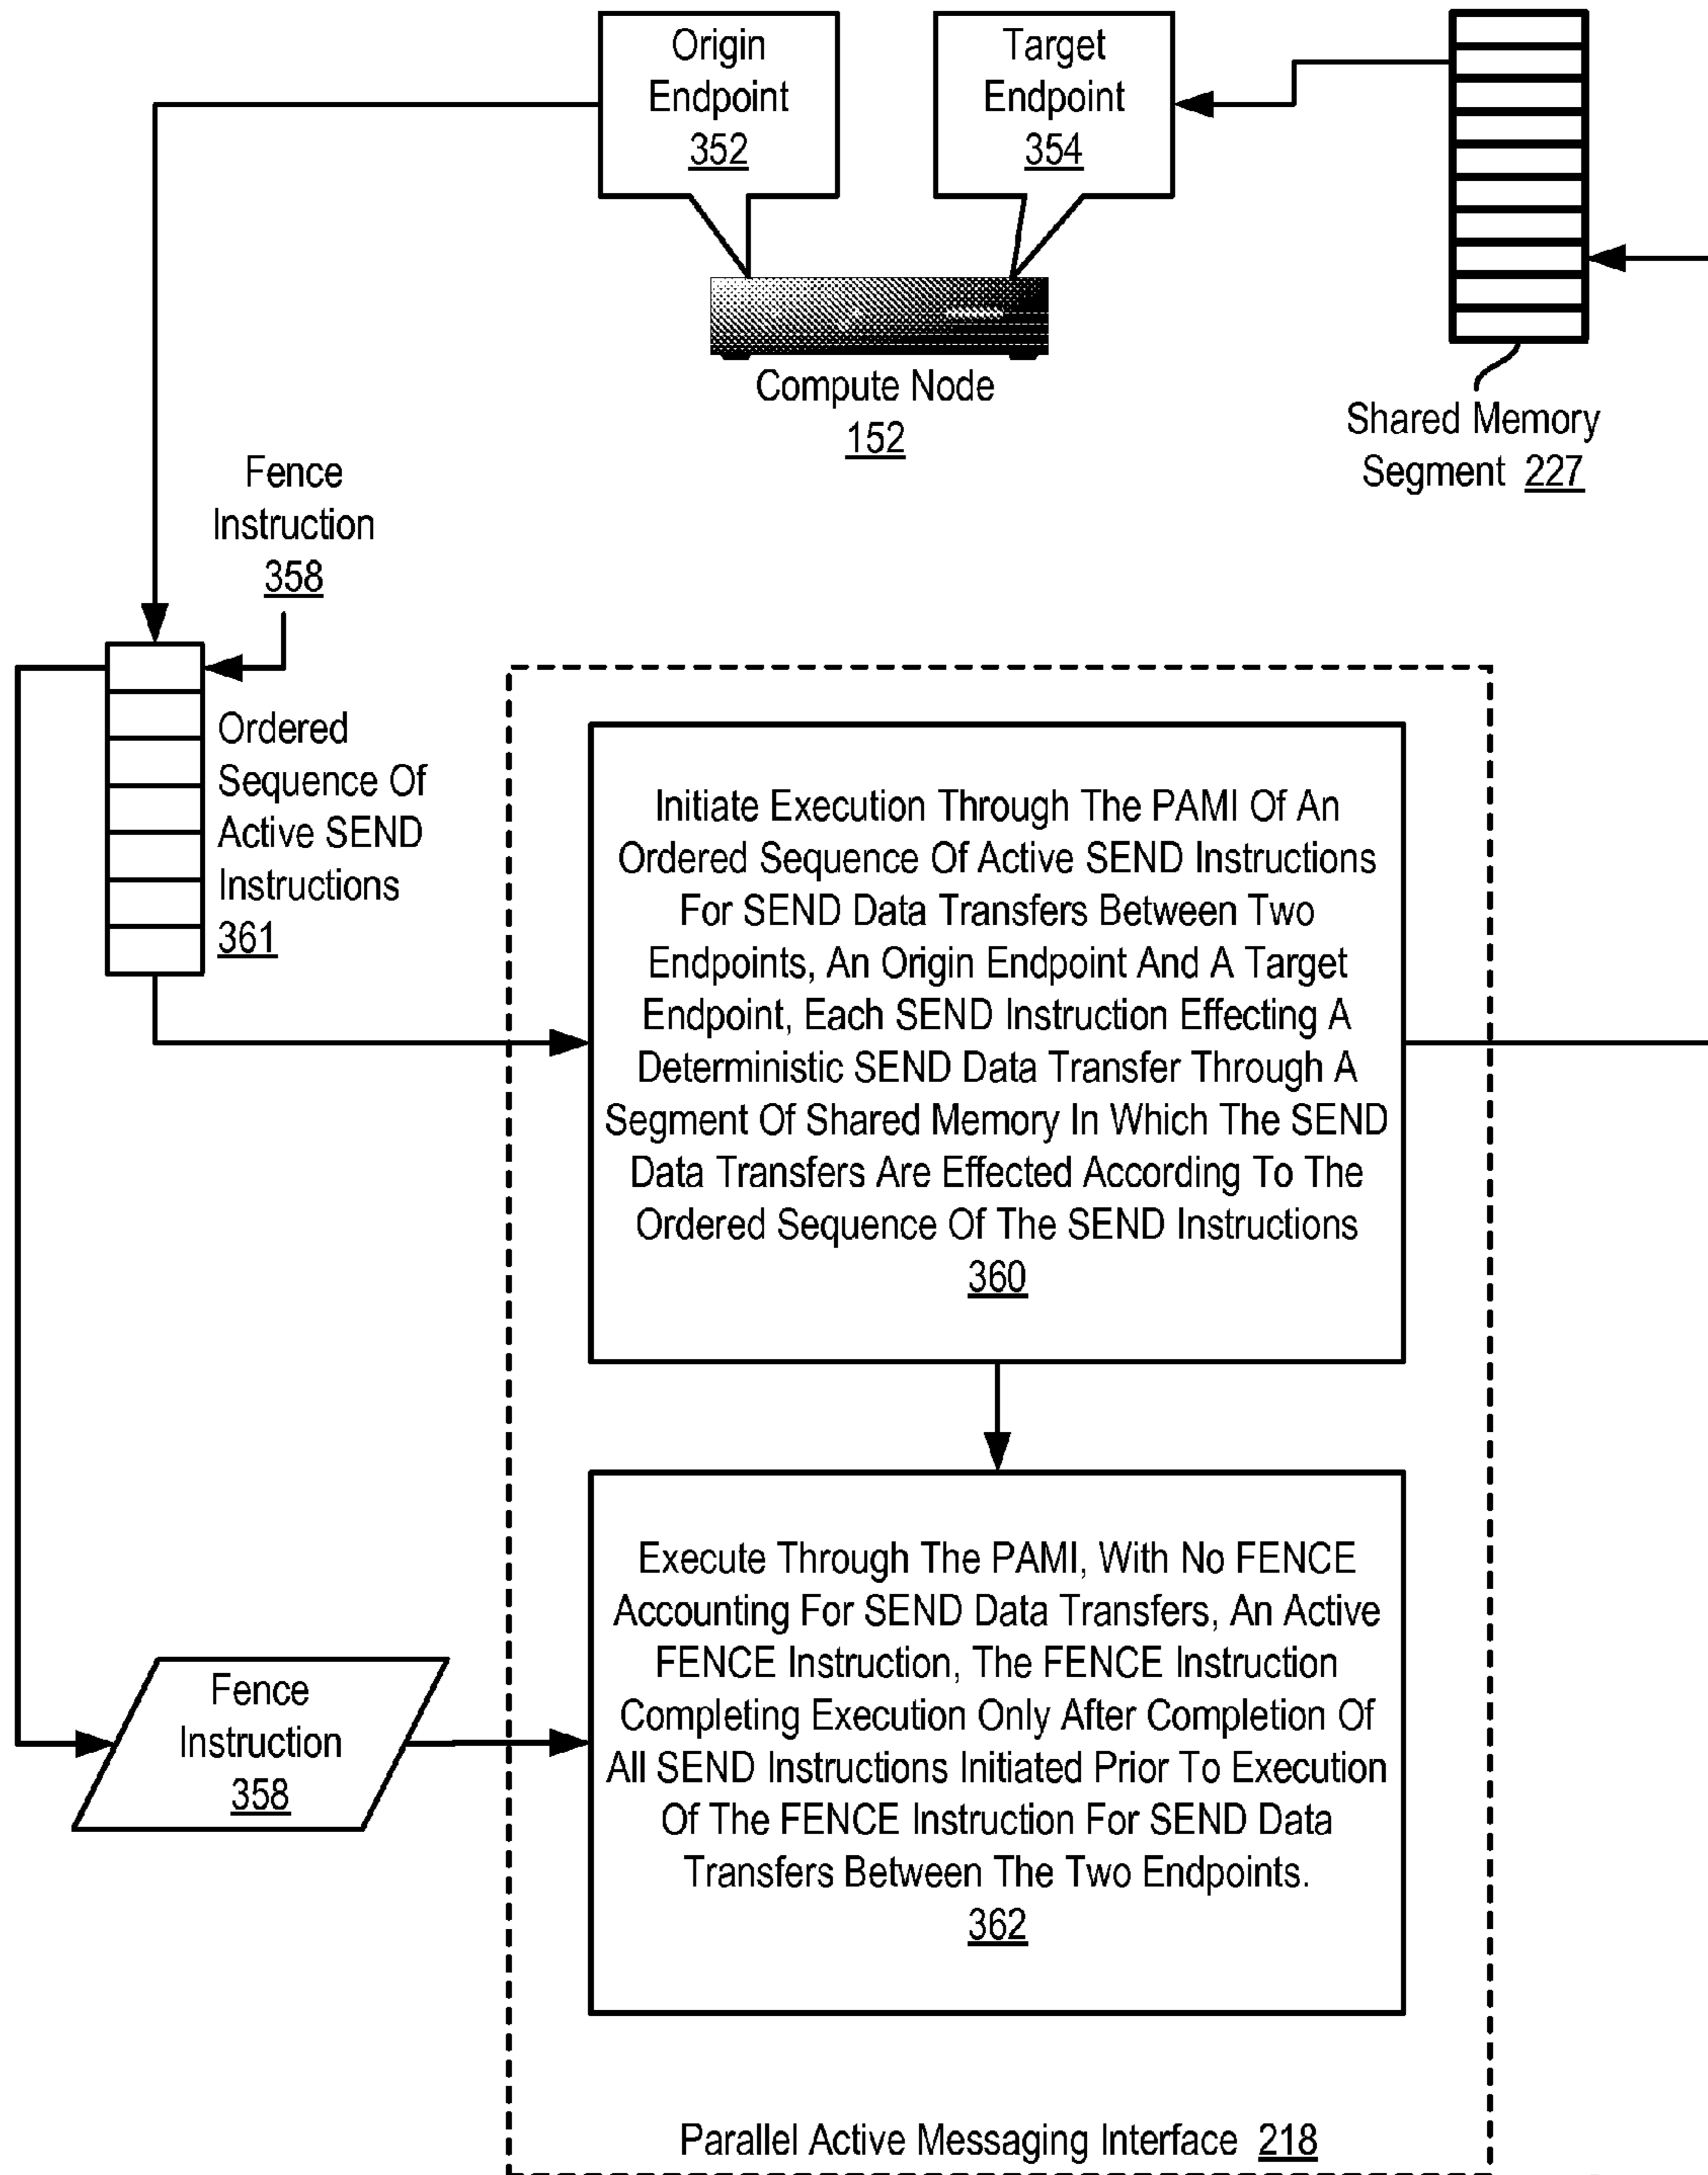 Origin
Endpoint
352
Target
Endpoint
354
Compute Node
152
Shared Memory
Segment 227
Fence
Instruction
358
Ordered
Sequence Of
Active SEND
Instructions
361
Initiate Execution Through The PAMI Of An
Ordered Sequence Of Active SEND Instructions
For SEND Data Transfers Between Two
Endpoints, An Origin Endpoint And A Target
Endpoint, Each SEND Instruction Effecting A
Deterministic SEND Data Transfer Through A
Segment Of Shared Memory In Which The SEND
Data Transfers Are Effected According To The
Ordered Sequence Of The SEND Instructions
360
Execute Through The PAMI, With No FENCE
Accounting For SEND Data Transfers, An Active
FENCE Instruction, The FENCE Instruction
Completing Execution Only After Completion Of
All SEND Instructions Initiated Prior To Execution
Of The FENCE Instruction For SEND Data
Transfers Between The Two Endpoints.
362
Fence
Instruction
358
Parallel Active Messaging Interface 218